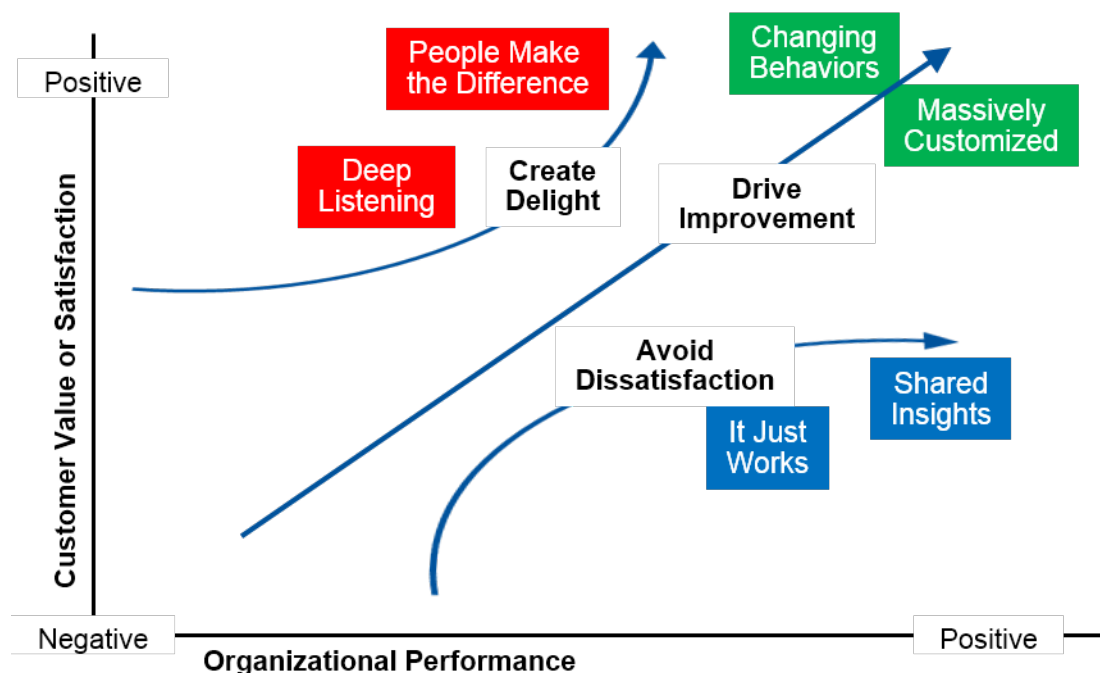 People Make
the Difference
Changing
Behaviors
Positive
Massively
Customized
Deep
Listening
Create
Delight
Drive
Improvement
Customer Value or Satisfaction
Avoid
Dissatisfaction
Shared
Insights
It Just
Works
Negative
Positive
Organizational Performance